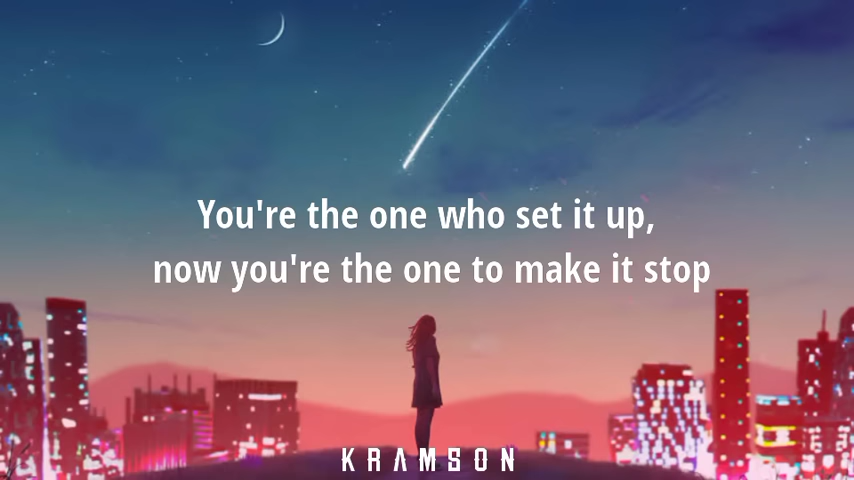 You're the one who set it up,
now you're the one to make it stop
KRAMSON